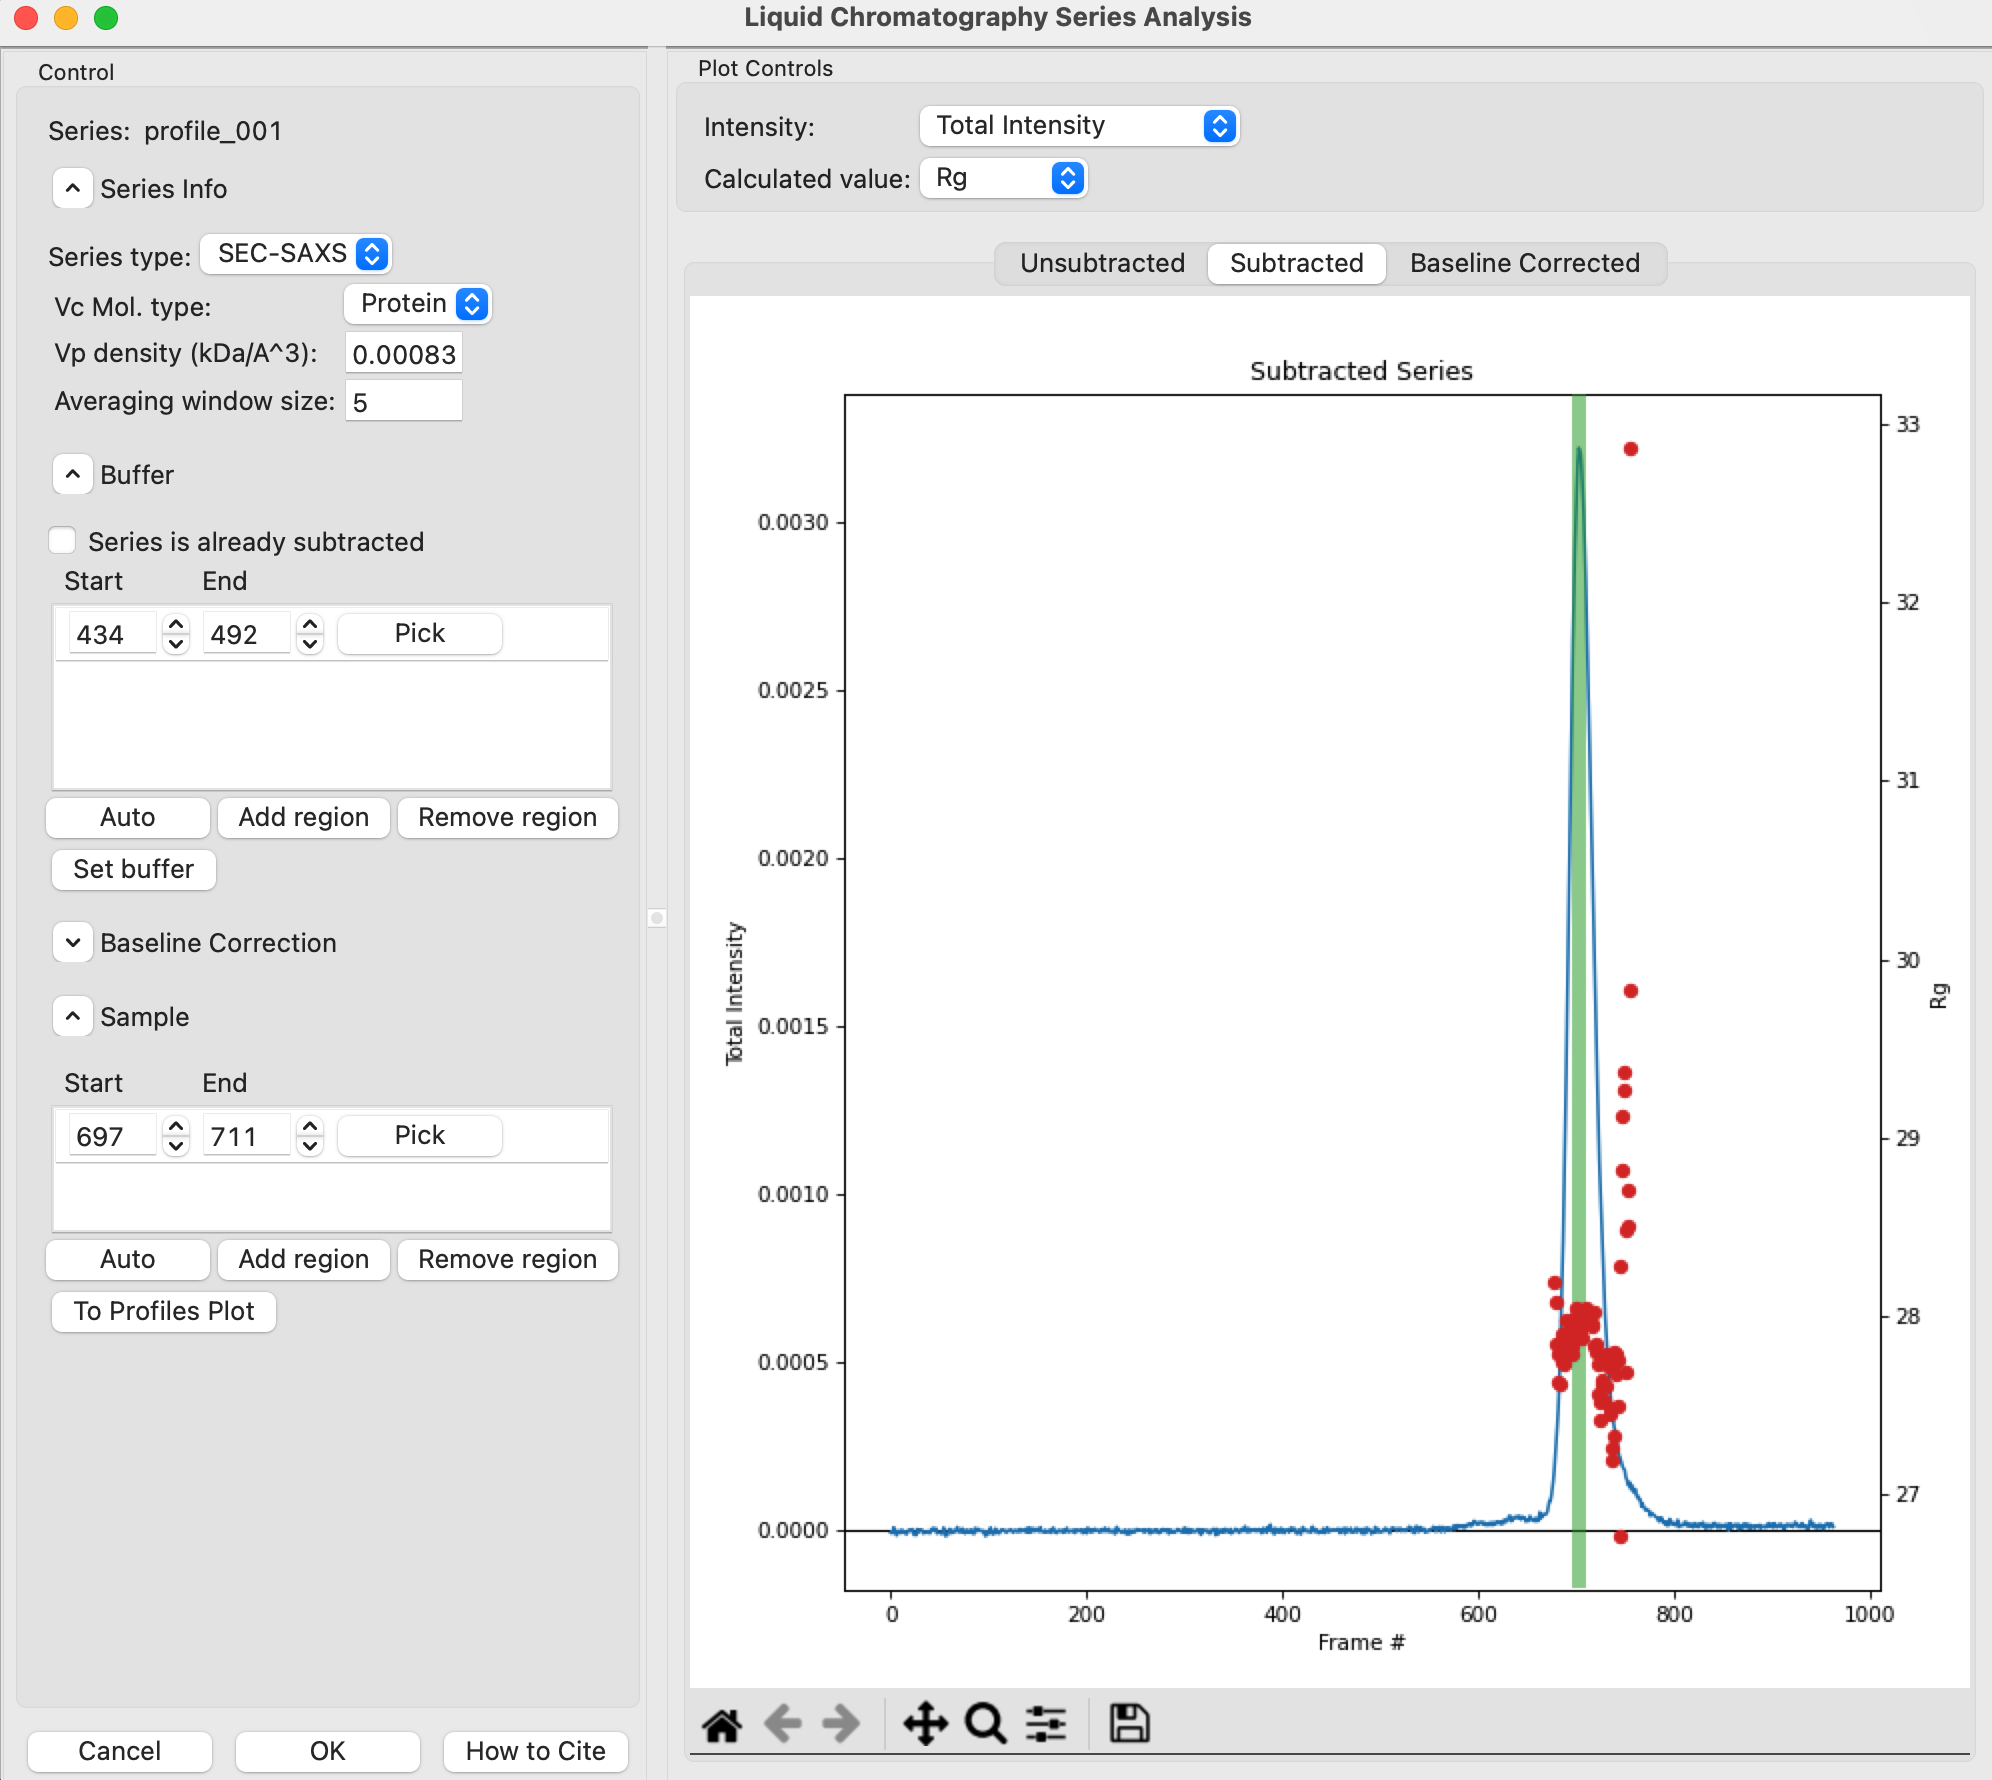 Liquid Chromatography Series Analysis
Control
Series: profile_001
Series Info
Series type: SEC-SAXS
Vc Mol. type: Protein
Vp density (kDa/A^3): 0.00083
Averaging window size: 5
Buffer
Series is already subtracted
Start End
434 492 Pick
Auto Add region Remove region
Set buffer
Baseline Correction
Sample
Start End
697 711 Pick
Auto Add region Remove region
To Profiles Plot
Cancel OK How to Cite
Plot Controls
Intensity: Total Intensity
Calculated value: Rg
Unsubtracted Subtracted Baseline Corrected
Subtracted Series
0.0030
0.0025
0.0020
0.0015
0.0010
0.0005
0.0000
Total Intensity
33
32
31
30
29
28
27
Rg
0 200 400 600 800 1000
Frame #